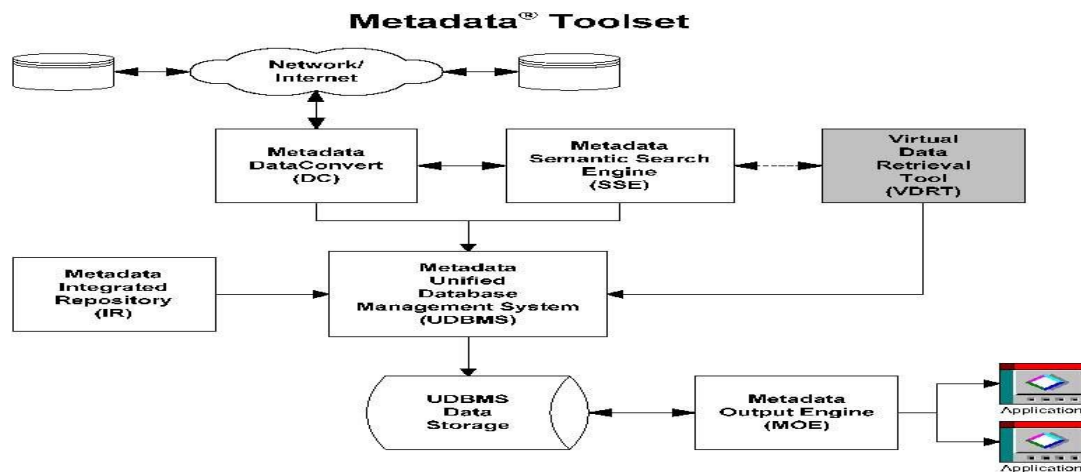 Metadata® Toolset
Network/
Internet
Metadata
DataConvert
(DC)
Metadata
Semantic Search
Engine
(SSE)
Virtual
Data
Retrieval
Tool
(VDRT)
Metadata
Integrated
Repository
(IR)
Metadata
Unified
Database
Management System
(UDBMS)
UDBMS
Data
Storage
Metadata
Output Engine
(MOE)
Application
Application